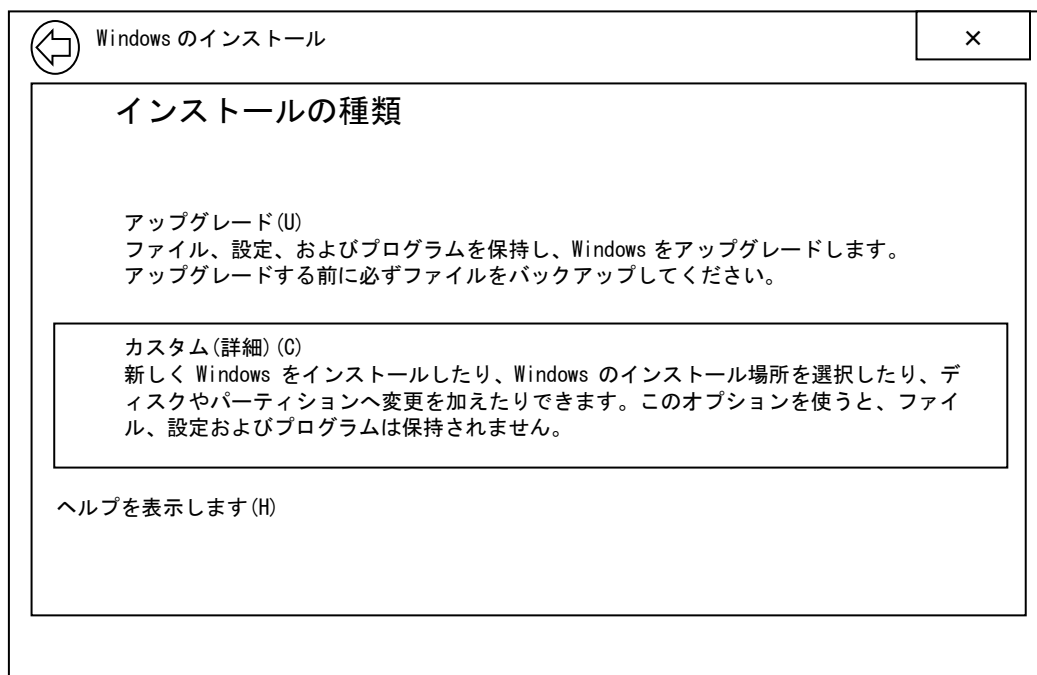 Windows のインストール
×
インストールの種類
アップグレード(U)
ファイル、設定、およびプログラムを保持し、Windows をアップグレードします。
アップグレードする前に必ずファイルをバックアップしてください。
カスタム(詳細)(C)
新しく Windows をインストールしたり、Windows のインストール場所を選択したり、デ
ィスクやパーティションへ変更を加えたりできます。このオプションを使うと、ファイ
ル、設定およびプログラムは保持されません。
ヘルプを表示します(H)